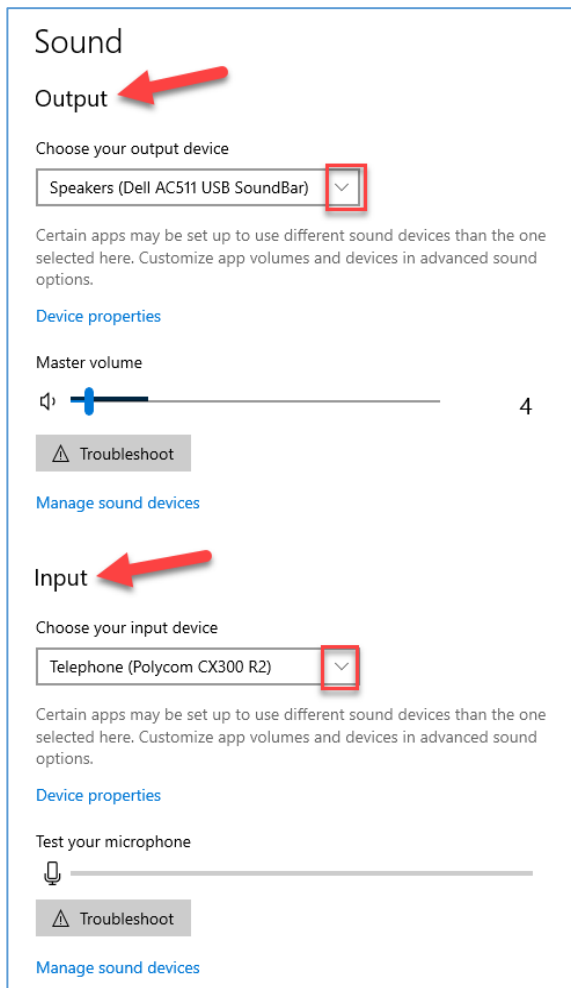 Sound
Output
Choose your output device
Speakers (Dell AC511 USB SoundBar)
Certain apps may be set up to use different sound devices than the one
selected here. Customize app volumes and devices in advanced sound
options.
Device properties
Master volume
4
Troubleshoot
Manage sound devices
Input
Choose your input device
Telephone (Polycom CX300 R2)
Certain apps may be set up to use different sound devices than the one
selected here. Customize app volumes and devices in advanced sound
options.
Device properties
Test your microphone
Troubleshoot
Manage sound devices